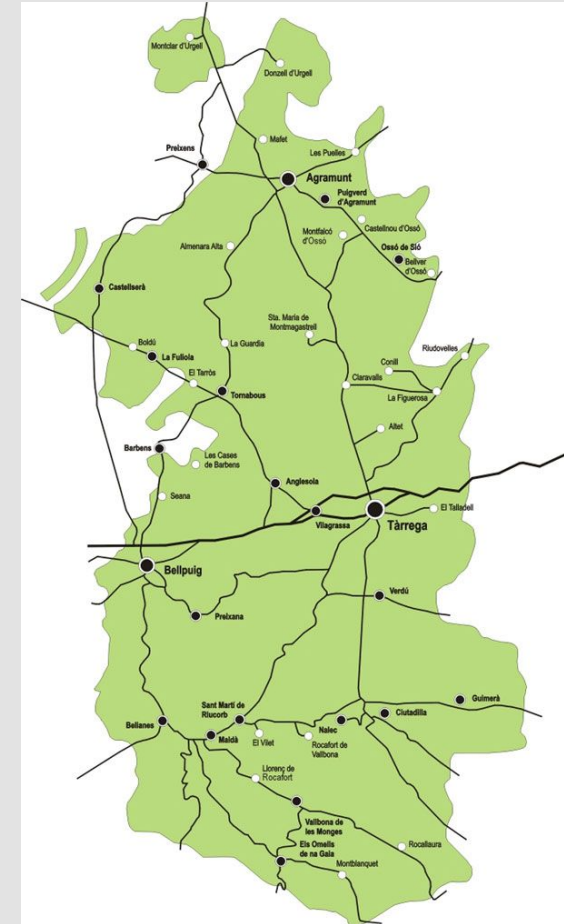 Montclar d'Urgell
Donzell d'Urgell
Mafet
Preixens
Les Puelles
Agramunt
Puigverd
d'Agramunt
Castellnou d'Ossó
Montfalcó
d'Ossó
Almenara Alta
Ossó de Sió
Bellver
d'Ossó
Castellserà
Sta. Maria de
Montmagastrell
Boldú
La Guardia
La Fuliola
Riudovelles
Conill
El Tarròs
Claravalls
Tornabous
La Figuerosa
Altet
Barbens
Les Cases
de Barbens
Anglesola
Seana
El Talladell
Vilagrassa
Tàrrega
Bellpuig
Verdú
Preixana
Guimerà
Sant Martí de
Riucorb
Ciutadilla
Belianes
Nalec
Maldà
El Vilet
Rocafort de
Vallbona
Llorenç de
Rocafort
Vallbona de
les Monges
Els Omells
de na Gaia
Rocallaura
Montblanquet